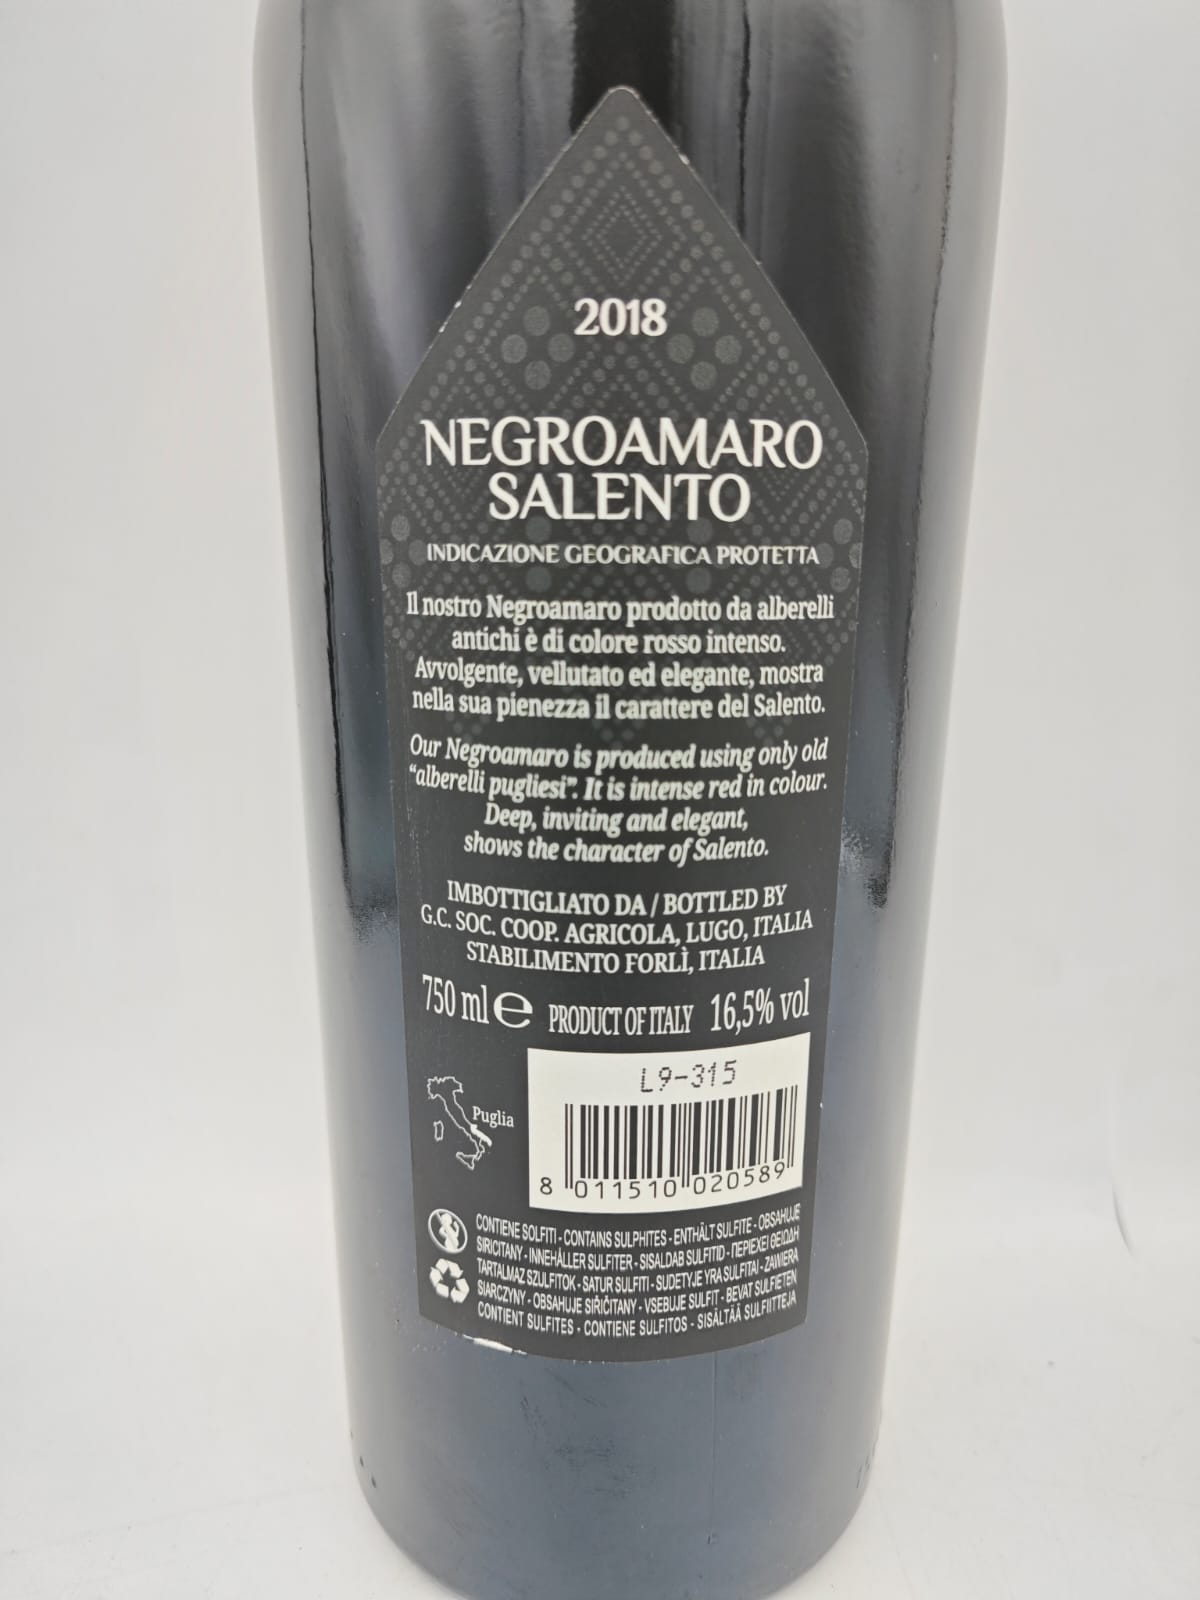 2018
NEGROAMARO
SALENTO
INDICAZIONE GEOGRAFICA PROTETTA
Il nostro Negroamaro prodotto da alberelli
antichi è di colore rosso intenso.
Avvolgente, vellutato ed elegante, mostra
nella sua pienezza il carattere del Salento.
Our Negroamaro is produced using only old
“alberelli pugliesi”. It is intense red in colour.
Deep, inviting and elegant,
shows the character of Salento.
IMBOTTIGLIATO DA / BOTTLED BY
G.C. SOC. COOP. AGRICOLA, LUGO, ITALIA
STABILIMENTO FORLÌ, ITALIA
750 ml e PRODUCT OF ITALY 16,5% vol
L9-315
Puglia
8 011510 020589
CONTIENE SOLFITI - CONTAINS SULPHITES - ENTHÄLT SULFITE - OBSAHUJE
SIRICITANY - INNEHÅLLER SULFITER - SISALDAB SULFITID - ΠΕΡΙΕΧΕΙ ΘΕΙΩΔΗ
TARTALMAZ SZULFITOK - SATUR SULFITI - SUDETYJE YRA SULFITAI - ZAWIERA
SIARCZYNY - OBSAHUJE SIŘIČITANY - VSEBUJE SULFIT - BEVAT SULFIETEN
CONTIENT SULFITES - CONTIENE SULFITOS - SISÄLTÄÄ SULFIITTEJA